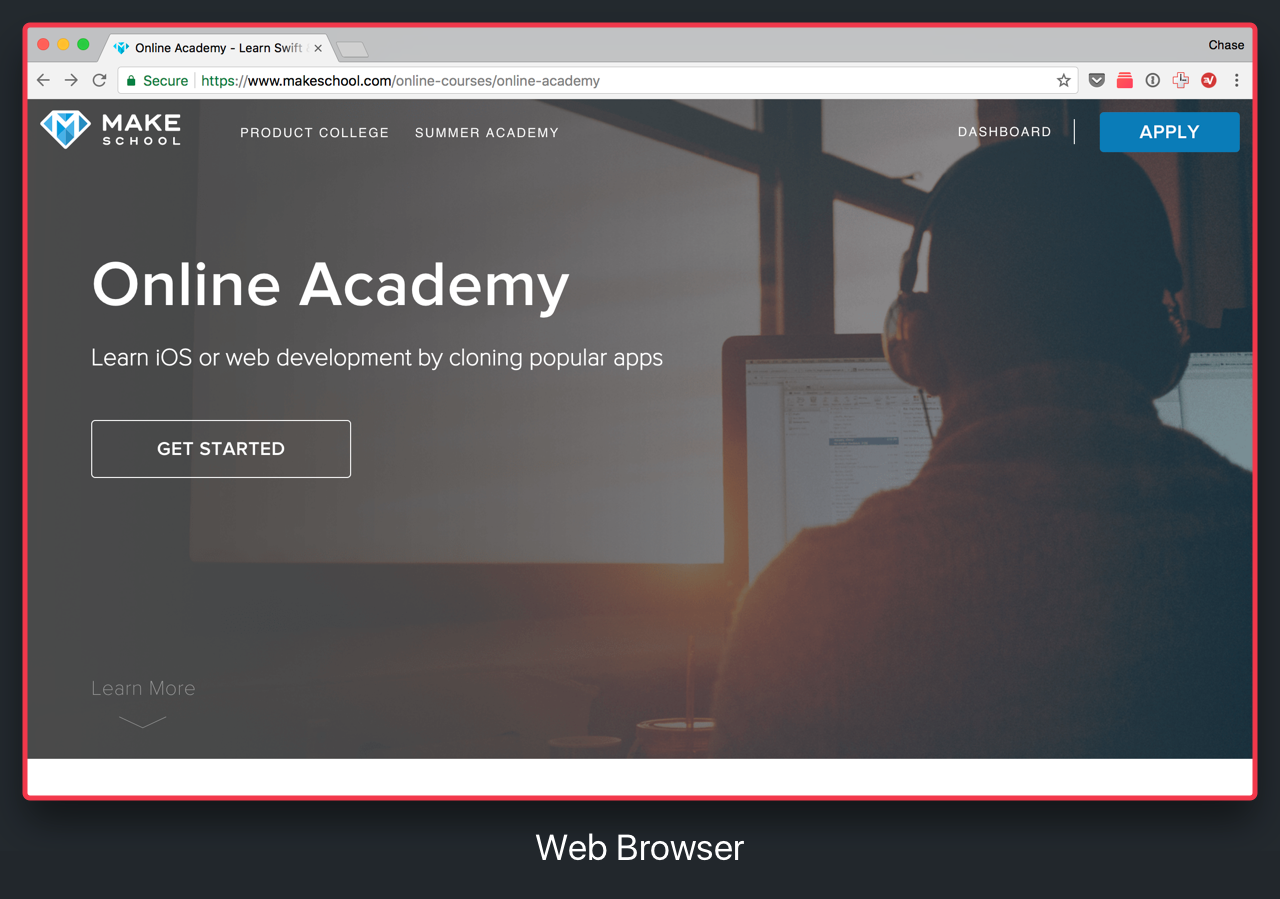 Online Academy - Learn Swift
Chase
Secure
https://www.makeschool.com/online-courses/online-academy
MAKE
SCHOOL
PRODUCT COLLEGE
SUMMER ACADEMY
DASHBOARD
APPLY
Online Academy
Learn iOS or web development by cloning popular apps
GET STARTED
Learn More
Web Browser